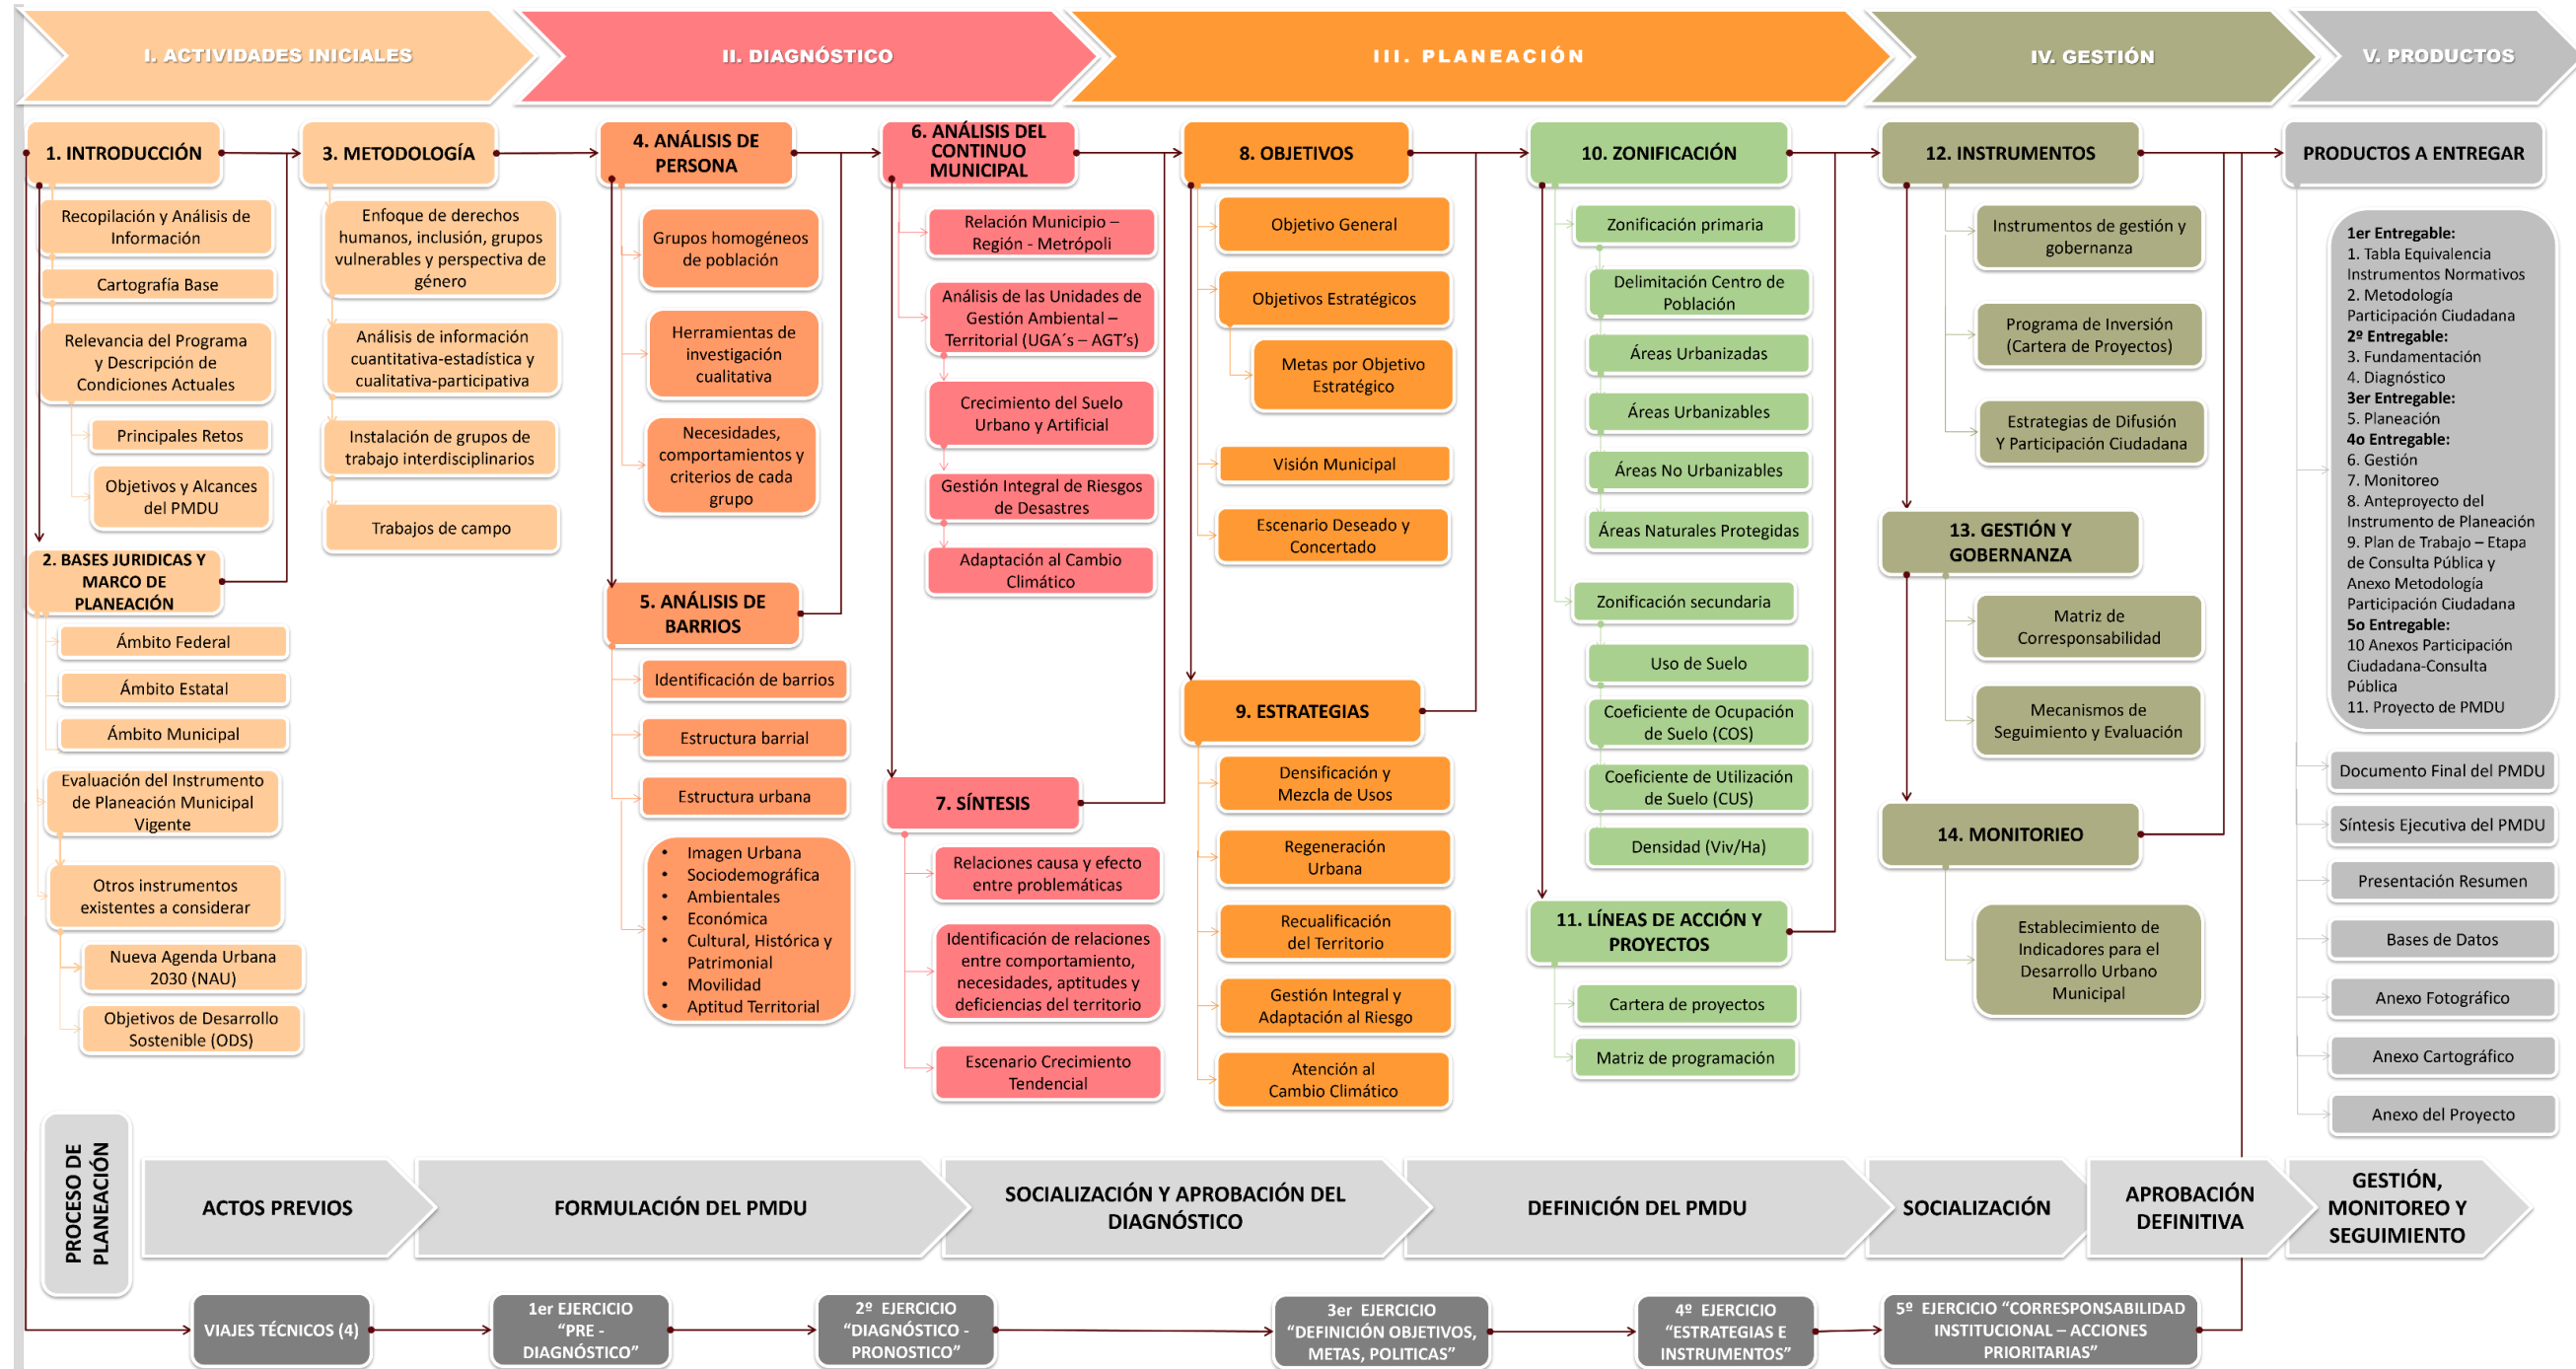 I. ACTIVIDADES INICIALES
II. DIAGNÓSTICO
III. PLANEACIÓN
IV. GESTIÓN
V. PRODUCTOS
1. INTRODUCCIÓN
Recopilación y Análisis de
Información
Cartografía Base
Relevancia del Programa
y Descripción de
Condiciones Actuales
Principales Retos
Objetivos y Alcances
del PMDU
2. BASES JURIDICAS Y
MARCO DE
PLANEACIÓN
Ámbito Federal
Ámbito Estatal
Ámbito Municipal
Evaluación del Instrumento
de Planeación Municipal
Vigente
Otros instrumentos
existentes a considerar
Nueva Agenda Urbana
2030 (NAU)
Objetivos de Desarrollo
Sostenible (ODS)
3. METODOLOGÍA
Enfoque de derechos
humanos, inclusión, grupos
vulnerables y perspectiva de
género
Análisis de información
cuantitativa-estadística y
cualitativa-participativa
Instalación de grupos de
trabajo interdisciplinarios
Trabajos de campo
4. ANÁLISIS DE
PERSONA
Grupos homogéneos
de población
Herramientas de
investigación
cualitativa
Necesidades,
comportamientos y
criterios de cada
grupo
5. ANÁLISIS DE
BARRIOS
Identificación de barrios
Estructura barrial
Estructura urbana
• Imagen Urbana
• Sociodemográfica
• Ambientales
• Económica
• Cultural, Histórica y
Patrimonial
• Movilidad
• Aptitud Territorial
6. ANÁLISIS DEL
CONTINUO
MUNICIPAL
Relación Municipio –
Región - Metrópoli
Análisis de las Unidades de
Gestión Ambiental –
Territorial (UGA´s – AGT’s)
Crecimiento del Suelo
Urbano y Artificial
Gestión Integral de Riesgos
de Desastres
Adaptación al Cambio
Climático
7. SÍNTESIS
Relaciones causa y efecto
entre problemáticas
Identificación de relaciones
entre comportamiento,
necesidades, aptitudes y
deficiencias del territorio
Escenario Crecimiento
Tendencial
8. OBJETIVOS
Objetivo General
Objetivos Estratégicos
Metas por Objetivo
Estratégico
Visión Municipal
Escenario Deseado y
Concertado
9. ESTRATEGIAS
Densificación y
Mezcla de Usos
Regeneración
Urbana
Recualificación
del Territorio
Gestión Integral y
Adaptación al Riesgo
Atención al
Cambio Climático
10. ZONIFICACIÓN
Zonificación primaria
Delimitación Centro de
Población
Áreas Urbanizadas
Áreas Urbanizables
Áreas No Urbanizables
Áreas Naturales Protegidas
Zonificación secundaria
Uso de Suelo
Coeficiente de Ocupación
de Suelo (COS)
Coeficiente de Utilización
de Suelo (CUS)
Densidad (Viv/Ha)
11. LÍNEAS DE ACCIÓN Y
PROYECTOS
Cartera de proyectos
Matriz de programación
12. INSTRUMENTOS
Instrumentos de gestión y
gobernanza
Programa de Inversión
(Cartera de Proyectos)
Estrategias de Difusión
Y Participación Ciudadana
13. GESTIÓN Y
GOBERNANZA
Matriz de
Corresponsabilidad
Mecanismos de
Seguimiento y Evaluación
14. MONITORIEO
Establecimiento de
Indicadores para el
Desarrollo Urbano
Municipal
PRODUCTOS A ENTREGAR
1er Entregable:
1. Tabla Equivalencia
Instrumentos Normativos
2. Metodología
Participación Ciudadana
2º Entregable:
3. Fundamentación
4. Diagnóstico
3er Entregable:
5. Planeación
4o Entregable:
6. Gestión
7. Monitoreo
8. Anteproyecto del
Instrumento de Planeación
9. Plan de Trabajo – Etapa
de Consulta Pública y
Anexo Metodología
Participación Ciudadana
5o Entregable:
10 Anexos Participación
Ciudadana-Consulta
Pública
11. Proyecto de PMDU
Documento Final del PMDU
Síntesis Ejecutiva del PMDU
Presentación Resumen
Bases de Datos
Anexo Fotográfico
Anexo Cartográfico
Anexo del Proyecto
PROCESO DE
PLANEACIÓN
ACTOS PREVIOS
FORMULACIÓN DEL PMDU
SOCIALIZACIÓN Y APROBACIÓN DEL
DIAGNÓSTICO
DEFINICIÓN DEL PMDU
SOCIALIZACIÓN
APROBACIÓN
DEFINITIVA
GESTIÓN,
MONITOREO Y
SEGUIMIENTO
VIAJES TÉCNICOS (4)
1er EJERCICIO
“PRE -
DIAGNÓSTICO”
2º EJERCICIO
“DIAGNÓSTICO -
PRONOSTICO”
3er EJERCICIO
“DEFINICIÓN OBJETIVOS,
METAS, POLITICAS”
4º EJERCICIO
“ESTRATEGIAS E
INSTRUMENTOS”
5º EJERCICIO “CORRESPONSABILIDAD
INSTITUCIONAL – ACCIONES
PRIORITARIAS”